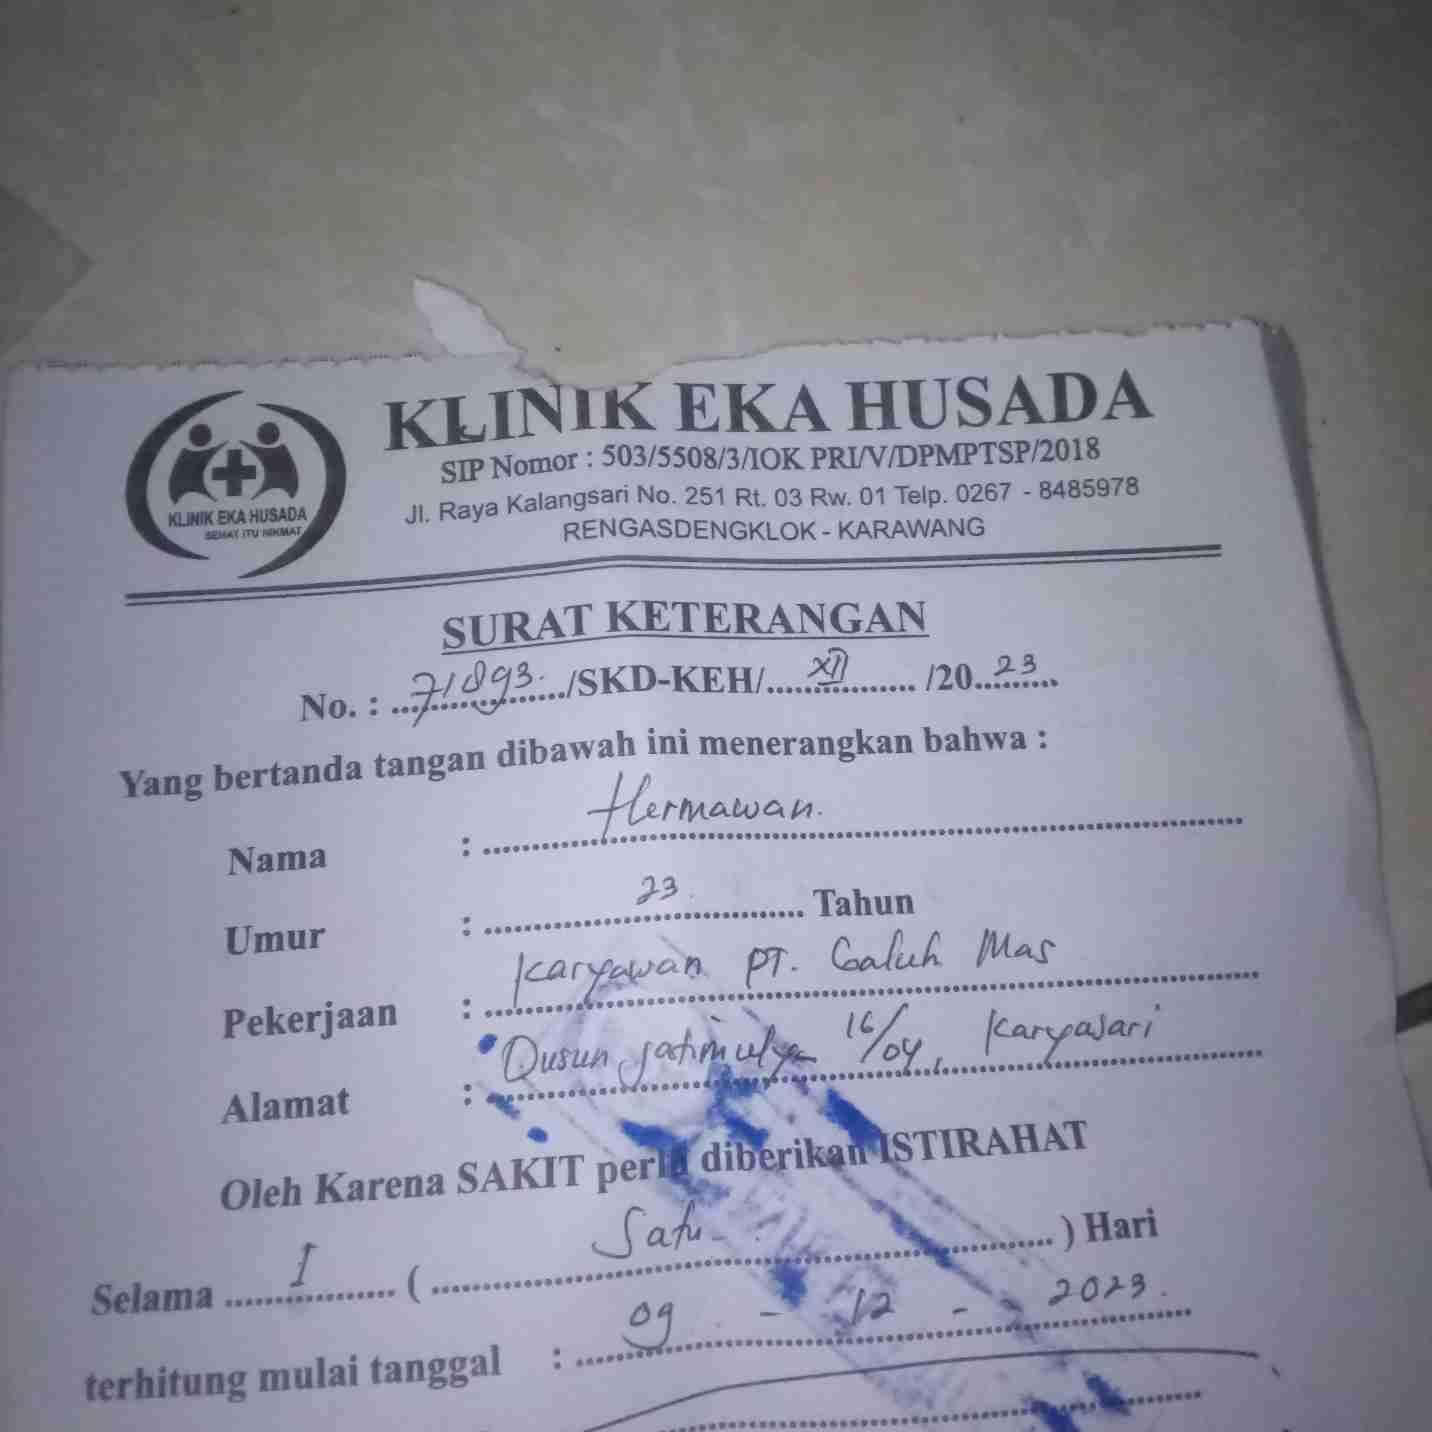 KLINIK EKA HUSADA
SIP Nomor : 503/5508/3/IOK PRI/V/DPMPTSP/2018
Jl. Raya Kalangsari No. 251 Rt. 03 Rw. 01 Telp. 0267 - 8485978
RENGASDENGKLOK - KARAWANG
KLINIK EKA HUSADA
SEHAT ITU NIKMAT
SURAT KETERANGAN
No. : 71893. /SKD-KEH/ XII /20 23
Yang bertanda tangan dibawah ini menerangkan bahwa :
Nama : Hermawan.
Umur : 23 Tahun
Pekerjaan : Karyawan PT. Galuh Mas
Alamat : Dusun Jatimulya 16/04, Karyasari
Oleh Karena SAKIT perlu diberikan ISTIRAHAT
Selama 1 ( Satu ) Hari
terhitung mulai tanggal : 09 - 12 - 2023.